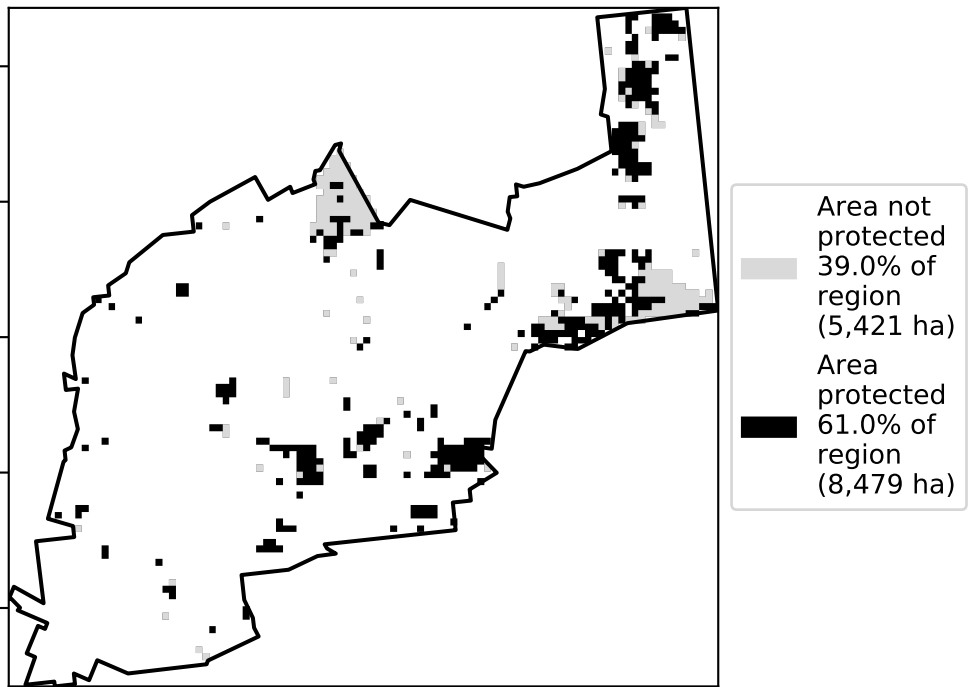 Area not
protected
39.0% of
region
(5,421 ha)
Area
protected
61.0% of
region
(8,479 ha)